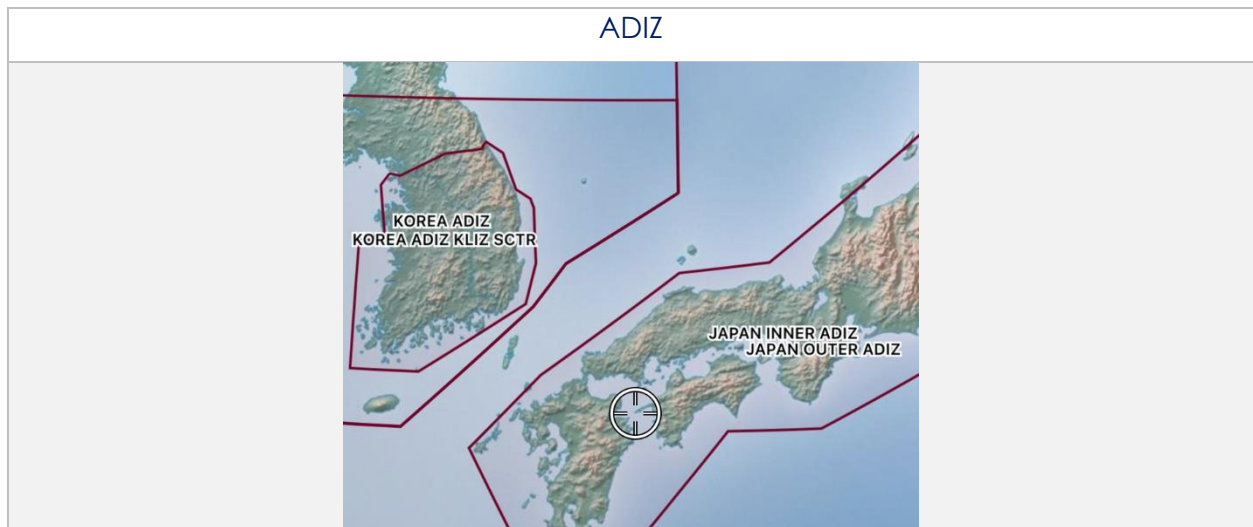 ADIZ
KOREA ADIZ
KOREA ADIZ KLIZ SCTR
JAPAN INNER ADIZ
JAPAN OUTER ADIZ